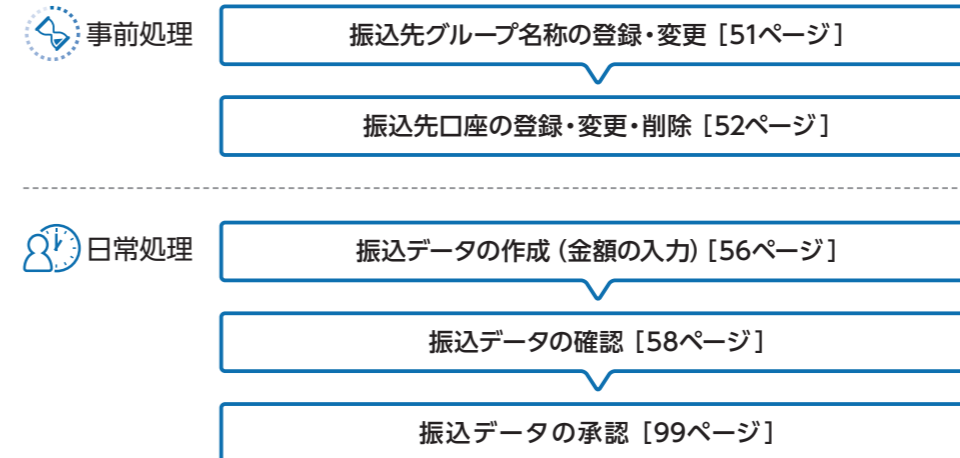 事前処理
振込先グループ名称の登録・変更［51ページ］
振込先口座の登録・変更・削除［52ページ］
日常処理
振込データの作成（金額の入力）［56ページ］
振込データの確認［58ページ］
振込データの承認［99ページ］